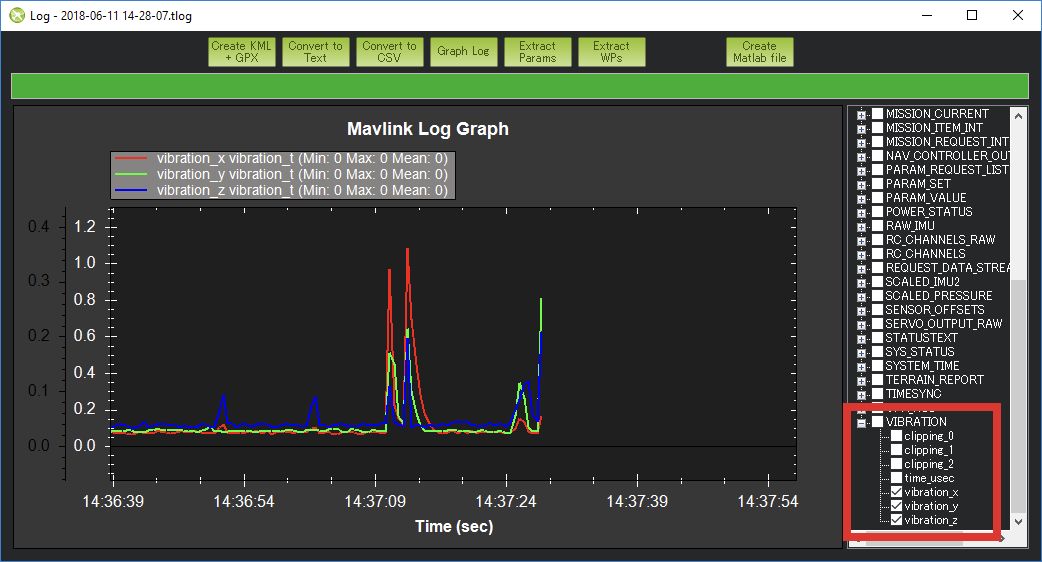 Log - 2018-06-11 14-28-07.tlog
Create KML + GPX
Convert to Text
Convert to CSV
Graph Log
Extract Params
Extract WPs
Create Matlab file
Mavlink Log Graph
vibration_x vibration_t (Min: 0 Max: 0 Mean: 0)
vibration_y vibration_t (Min: 0 Max: 0 Mean: 0)
vibration_z vibration_t (Min: 0 Max: 0 Mean: 0)
0.4
0.3
0.2
0.1
0.0
1.2
1.0
0.8
0.6
0.4
0.2
0.0
14:36:39
14:36:54
14:37:09
14:37:24
14:37:39
14:37:54
Time (sec)
MISSION_CURRENT
MISSION_ITEM_INT
MISSION_REQUEST_INT
NAV_CONTROLLER_OU
PARAM_REQUEST_LIST
PARAM_SET
PARAM_VALUE
POWER_STATUS
RAW_IMU
RC_CHANNELS_RAW
RC_CHANNELS
REQUEST_DATA_STREA
SCALED_IMU2
SCALED_PRESSURE
SENSOR_OFFSETS
SERVO_OUTPUT_RAW
STATUSTEXT
SYS_STATUS
SYSTEM_TIME
TERRAIN_REPORT
TIMESYNC
VIBRATION
clipping_0
clipping_1
clipping_2
time_usec
vibration_x
vibration_y
vibration_z